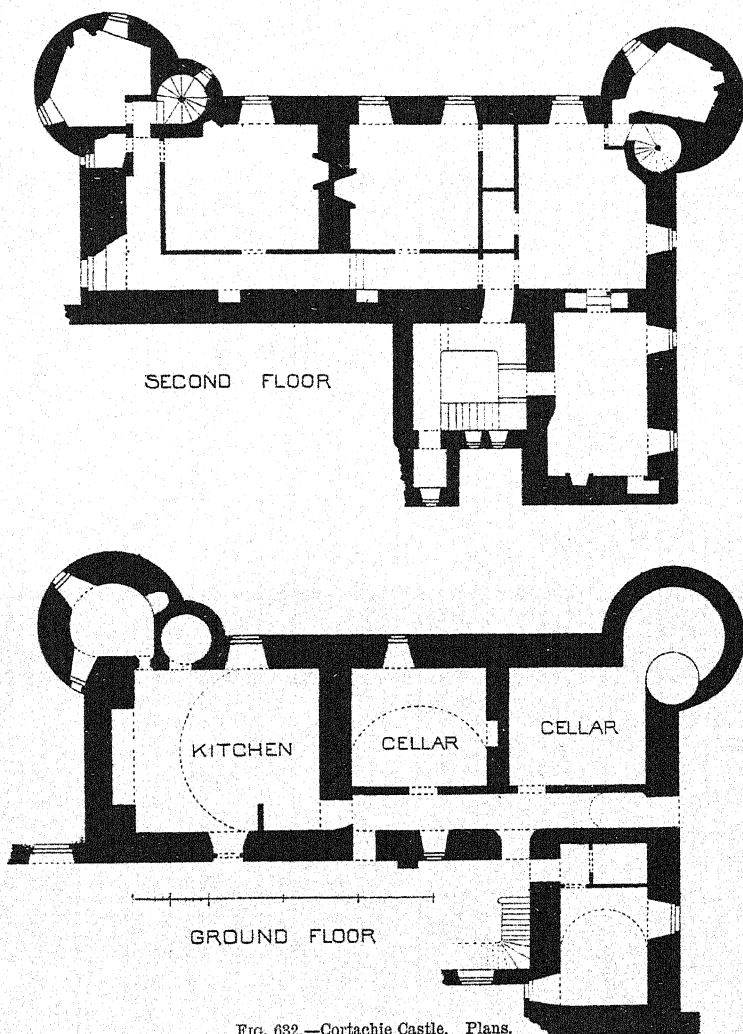 SECOND FLOOR
KITCHEN
CELLAR
CELLAR
GROUND FLOOR
FIG. 632.—Cortachie Castle. Plans.